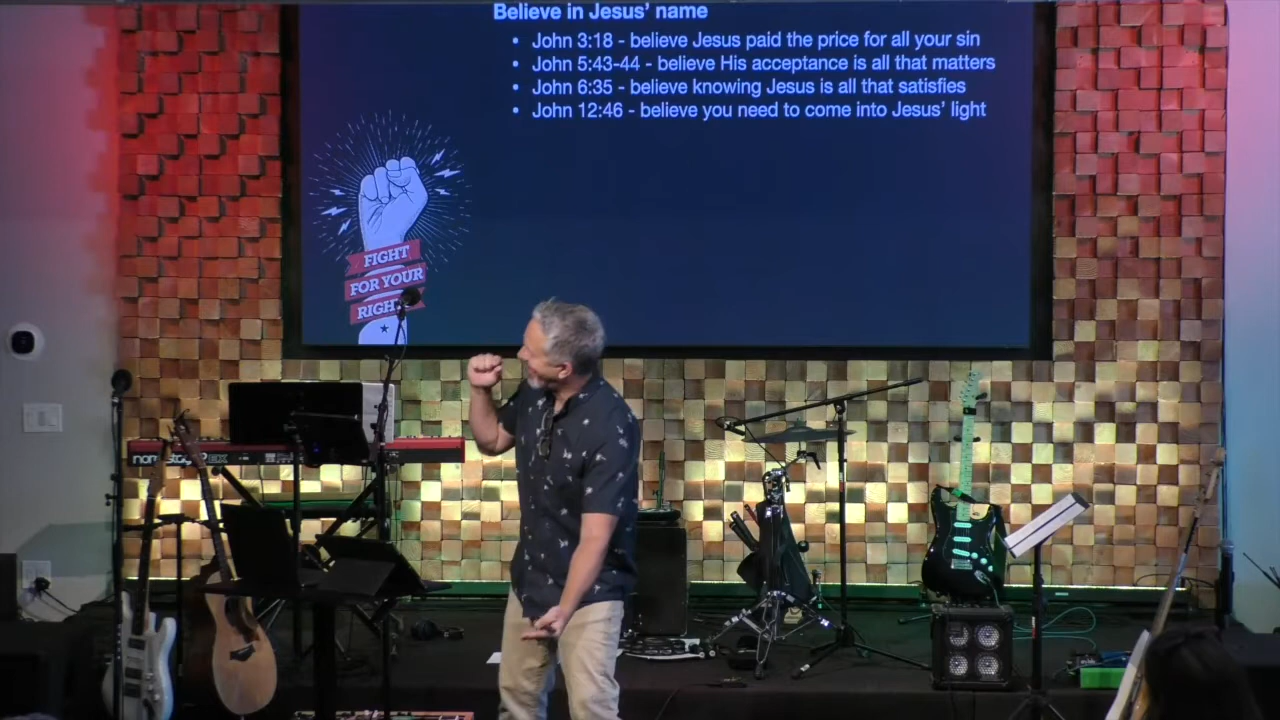 Believe in Jesus' name
• John 3:18 - believe Jesus paid the price for all your sin
• John 5:43-44 - believe His acceptance is all that matters
• John 6:35 - believe knowing Jesus is all that satisfies
• John 12:46 - believe you need to come into Jesus' light
FIGHT
FOR YOUR